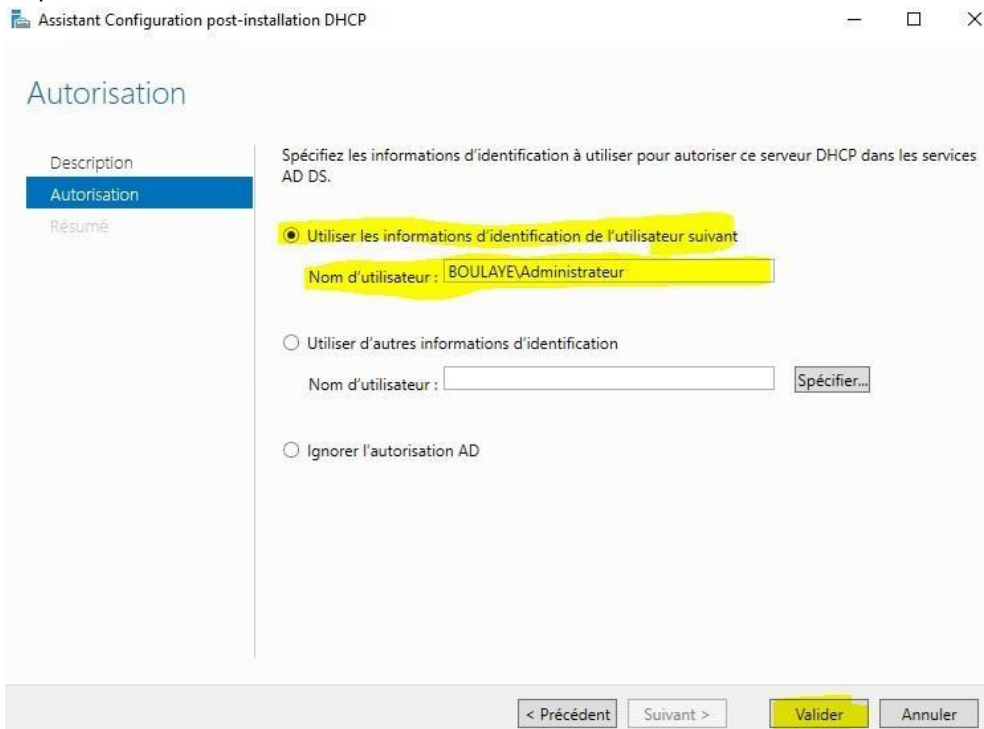 Assistant Configuration post-installation DHCP
Autorisation
Description
Autorisation
Résumé
Spécifiez les informations d'identification à utiliser pour autoriser ce serveur DHCP dans les services
AD DS.
Utiliser les informations d'identification de l'utilisateur suivant
Nom d'utilisateur : BOULAYE\Administrateur
Utiliser d'autres informations d'identification
Nom d'utilisateur : Spécifier...
Ignorer l'autorisation AD
< Précédent Suivant > Valider Annuler